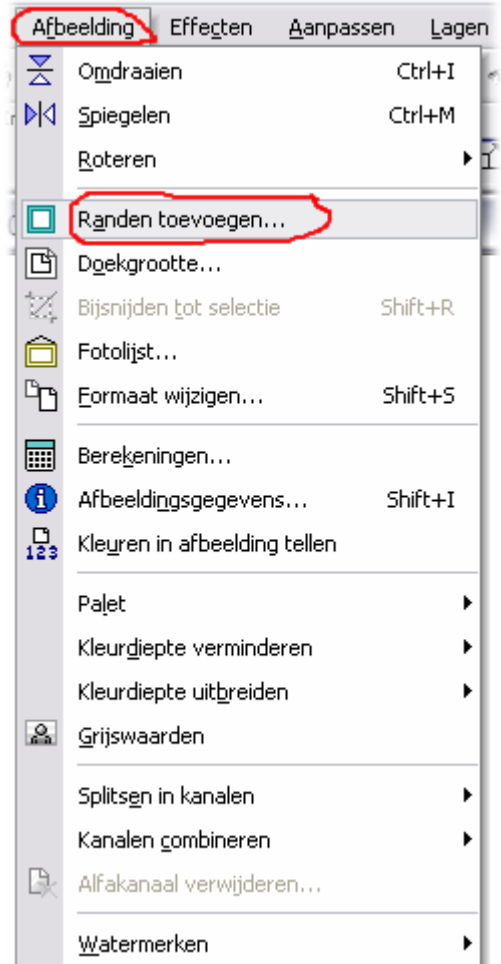 Afbeelding Effecten Aanpassen Lagen
Omdraaien Ctrl+I
Spiegelen Ctrl+M
Roteren
Randen toevoegen...
Doekgrootte...
Bijsnijden tot selectie Shift+R
Fotolijst...
Formaat wijzigen... Shift+S
Berekeningen...
Afbeeldingsgegevens... Shift+I
123 Kleuren in afbeelding tellen
Palet
Kleurdiepte verminderen
Kleurdiepte uitbreiden
Grijswaarden
Splitsen in kanalen
Kanalen combineren
Alfakanaal verwijderen...
Watermerken